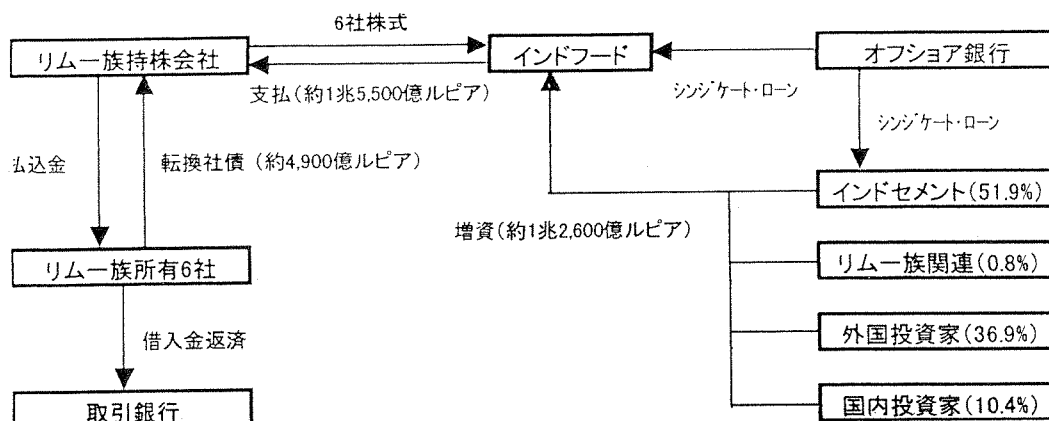 6社株式
リム一族持株会社
インドフード
オフショア銀行
支払(約1兆5,500億ルピア)
シンジケート・ローン
シンジケート・ローン
払込金
転換社債 (約4,900億ルピア)
インドセメント(51.9%)
増資(約1兆2,600億ルピア)
リム一族所有6社
リム一族関連(0.8%)
借入金返済
外国投資家(36.9%)
取引銀行
国内投資家(10.4%)